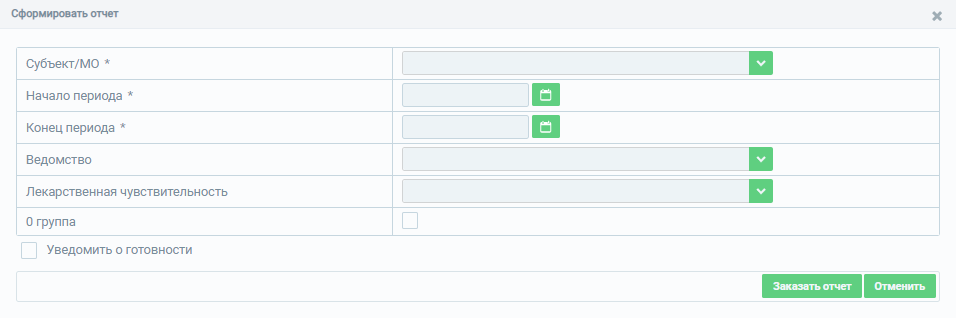 Сформировать отчет
Субъект/МО *
Начало периода *
Конец периода *
Ведомство
Лекарственная чувствительность
0 группа
Уведомить о готовности
Заказать отчет Отменить